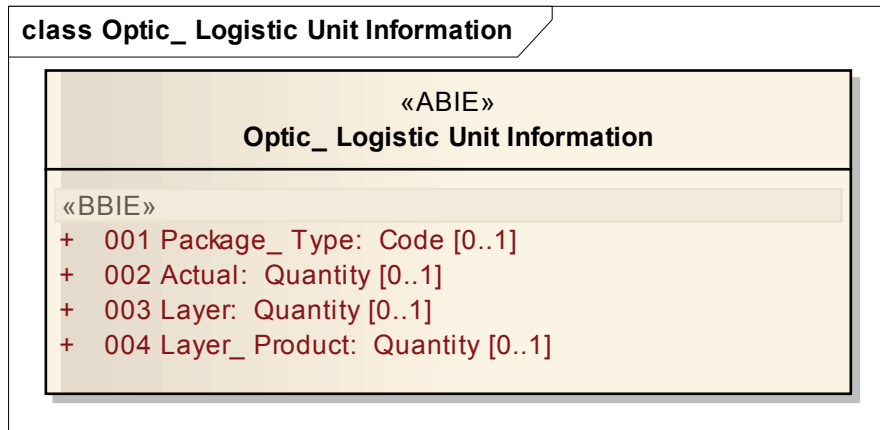 class Optic_ Logistic Unit Information
«ABIE»
Optic_ Logistic Unit Information
«BBIE»
+ 001 Package_ Type: Code [0..1]
+ 002 Actual: Quantity [0..1]
+ 003 Layer: Quantity [0..1]
+ 004 Layer_ Product: Quantity [0..1]